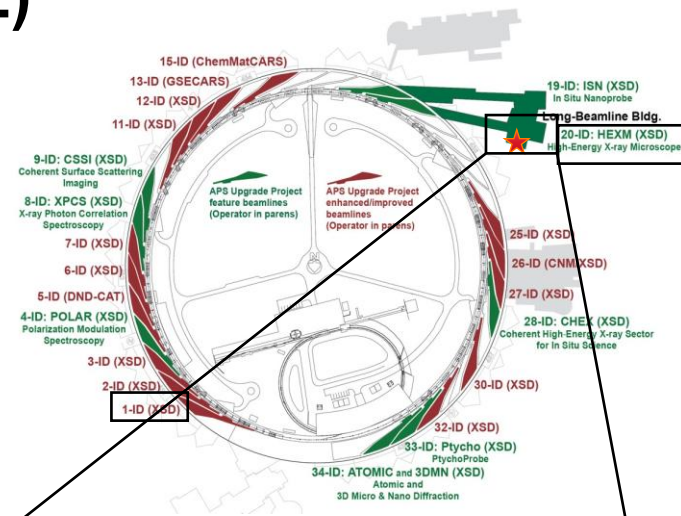 15-ID (ChemMatCARS)
13-ID (GSECARS)
12-ID (XSD)
11-ID (XSD)
19-ID: ISN (XSD)
In Situ Nanoprobe
Long-Beamline Bldg.
20-ID: HEXM (XSD)
High-Energy X-ray Microscope
9-ID: CSSI (XSD)
Coherent Surface Scattering
Imaging
8-ID: XPCS (XSD)
X-ray Photon Correlation
Spectroscopy
7-ID (XSD)
6-ID (XSD)
5-ID (DND-CAT)
4-ID: POLAR (XSD)
Polarization Modulation
Spectroscopy
3-ID (XSD)
2-ID (XSD)
1-ID (XSD)
APS Upgrade Project
feature beamlines
(Operator in parens)
APS Upgrade Project
enhanced/improved
beamlines
(Operator in parens)
25-ID (XSD)
26-ID (CNM/XSD)
27-ID (XSD)
28-ID: CHEX (XSD)
Coherent High-Energy X-ray Sector
for In Situ Science
30-ID (XSD)
32-ID (XSD)
33-ID: Ptycho (XSD)
PtychoProbe
34-ID: ATOMIC and 3DMN (XSD)
Atomic and
3D Micro & Nano Diffraction